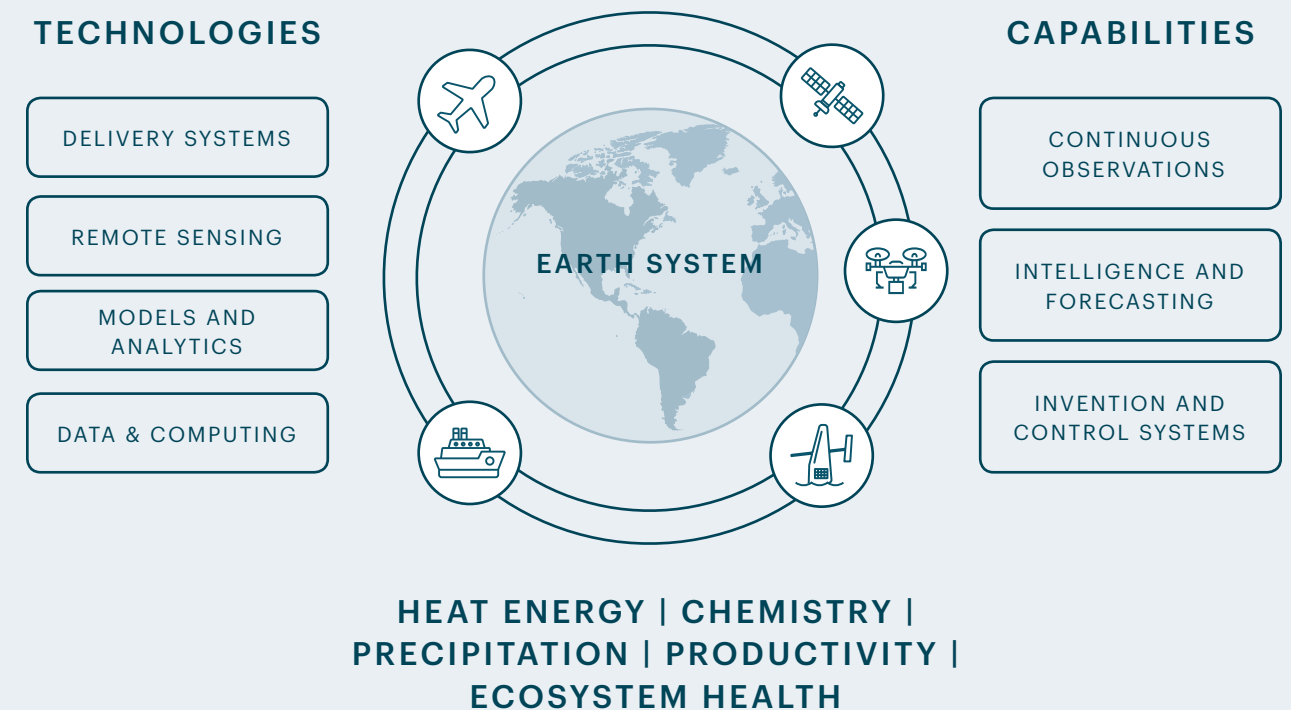 TECHNOLOGIES
DELIVERY SYSTEMS
REMOTE SENSING
MODELS AND
ANALYTICS
DATA & COMPUTING
EARTH SYSTEM
CAPABILITIES
CONTINUOUS
OBSERVATIONS
INTELLIGENCE AND
FORECASTING
INVENTION AND
CONTROL SYSTEMS
HEAT ENERGY | CHEMISTRY |
PRECIPITATION | PRODUCTIVITY |
ECOSYSTEM HEALTH